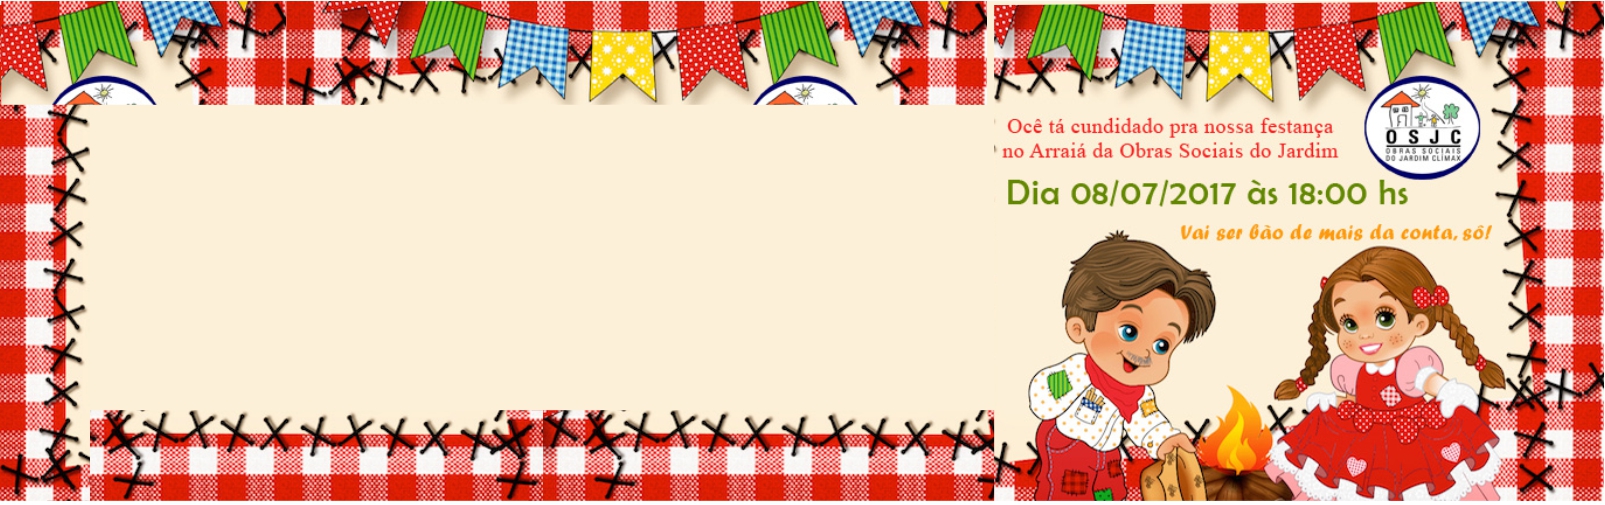 Ocê tá cundidado pra nossa festança
no Arraiá da Obras Sociais do Jardim
OSJC
OBRAS SOCIAIS
DO JARDIM CLÍMAX
Dia 08/07/2017 às 18:00 hs
Vai ser bão de mais da conta, sô!